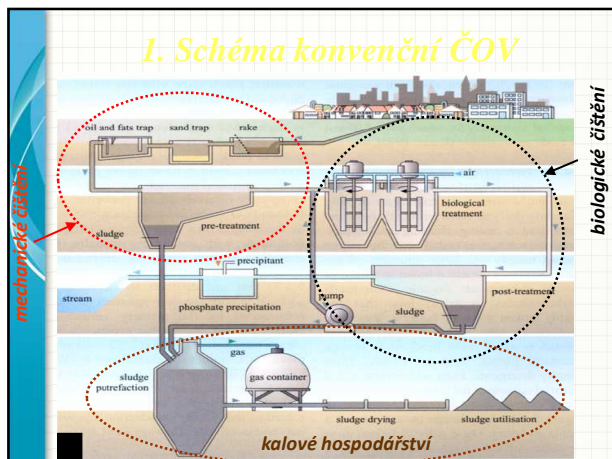 1. Schéma konvenční ČOV
oil and fats trap
sand trap
rake
mechanické čištění
biologické čištění
air
biological
treatment
pre-treatment
sludge
precipitant
stream
phosphate precipitation
pump
sludge
post-treatment
gas
sludge
putrefaction
gas container
sludge drying
sludge utilisation
kalové hospodářství